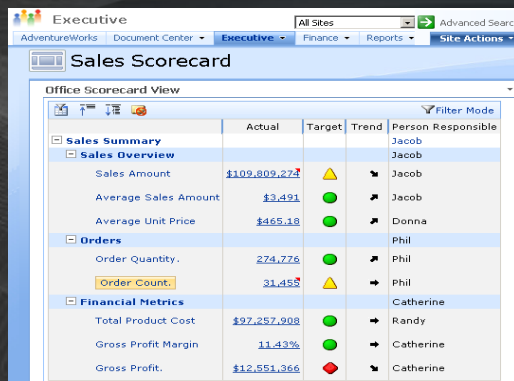 Executive
All Sites
Advanced Searc
AdventureWorks Document Center Executive Finance Reports Site Actions
Sales Scorecard
Office Scorecard View
Filter Mode
Actual Target Trend Person Responsible
Sales Summary Jacob
Sales Overview Jacob
Sales Amount $109,809,274 Jacob
Average Sales Amount $3,491 Jacob
Average Unit Price $465.18 Donna
Orders Phil
Order Quantity. 274,776 Phil
Order Count. 31,455 Phil
Financial Metrics Catherine
Total Product Cost $97,257,908 Randy
Gross Profit Margin 11.43% Catherine
Gross Profit. $12,551,366 Catherine